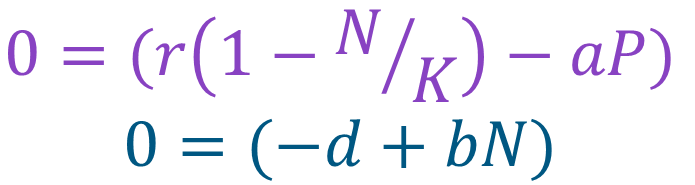 0 = (r(1 − N/K) − aP)
0 = (−d + bN)